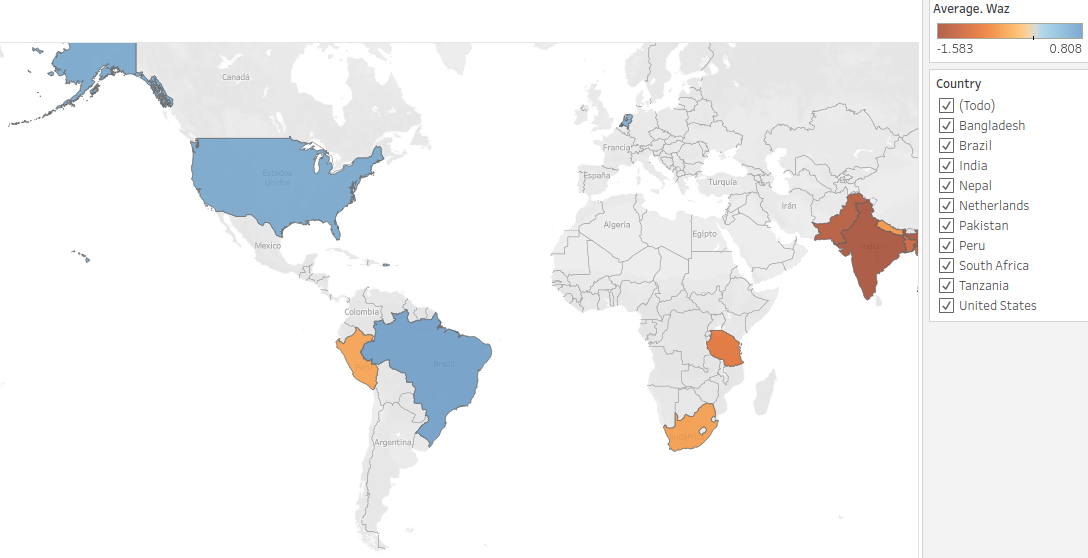 Average. Waz
-1.583 0.808
Country
(Todo)
Bangladesh
Brazil
India
Nepal
Netherlands
Pakistan
Peru
South Africa
Tanzania
United States
Canadá
Estados
Unidos
Mexico
Colombia
Brasil
Argentina
Francia
España
Turquía
Irán
Algeria
Egipto
India